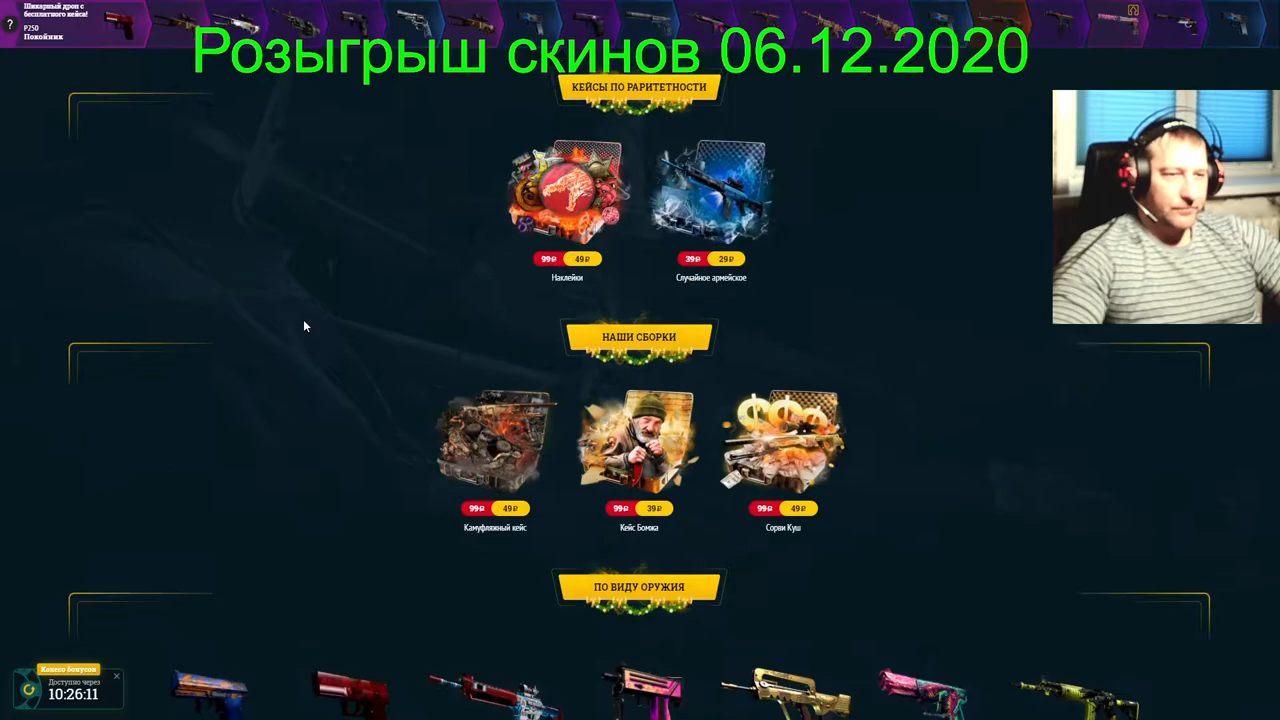 Шикарный дроп с
бесплатного кейса!
P250
Покойник
Розыгрыш скинов 06.12.2020
КЕЙСЫ ПО РАРИТЕТНОСТИ
99₽ 49₽
Наклейки
39₽ 29₽
Случайное армейское
НАШИ СБОРКИ
99₽ 49₽
Камуфляжный кейс
99₽ 39₽
Кейс Бомжа
99₽ 49₽
Сорви Куш
ПО ВИДУ ОРУЖИЯ
Колесо бонусов
Доступно через
10:26:11